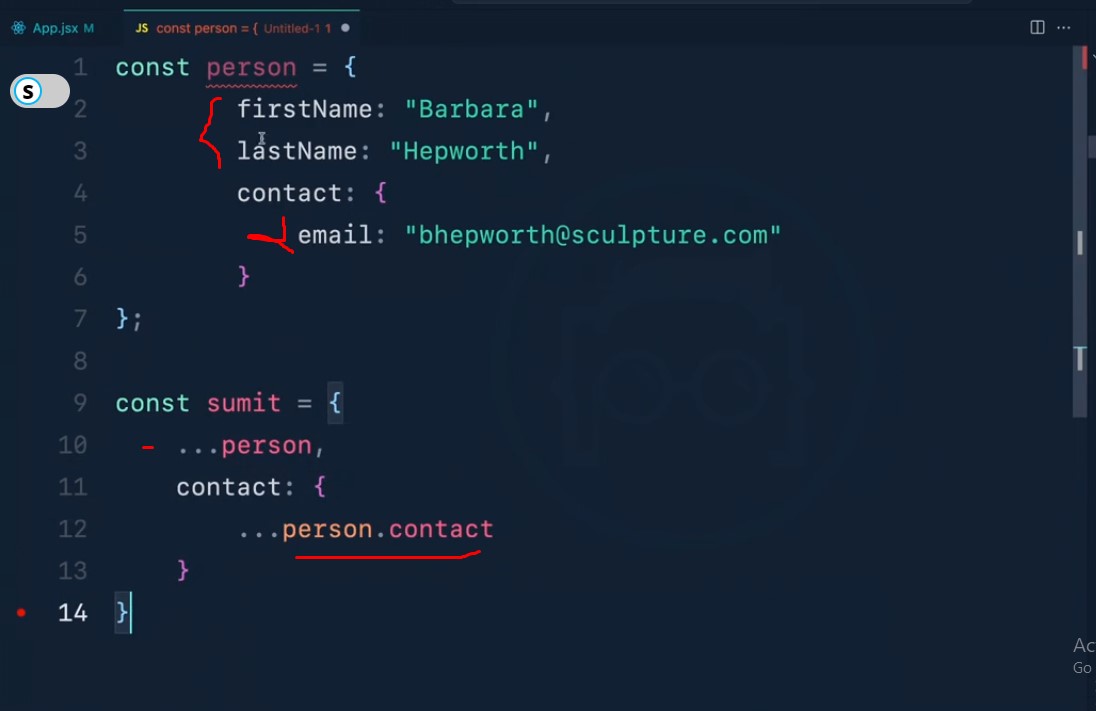 App.jsx M
JS const person = { Untitled-1 1
S
1 const person = {
2 firstName: "Barbara",
3 lastName: "Hepworth",
4 contact: {
5 email: "bhepworth@sculpture.com"
6 }
7 };
8
9 const sumit = {
10 ...person,
11 contact: {
12 ...person.contact
13 }
14 }
Ac
Go